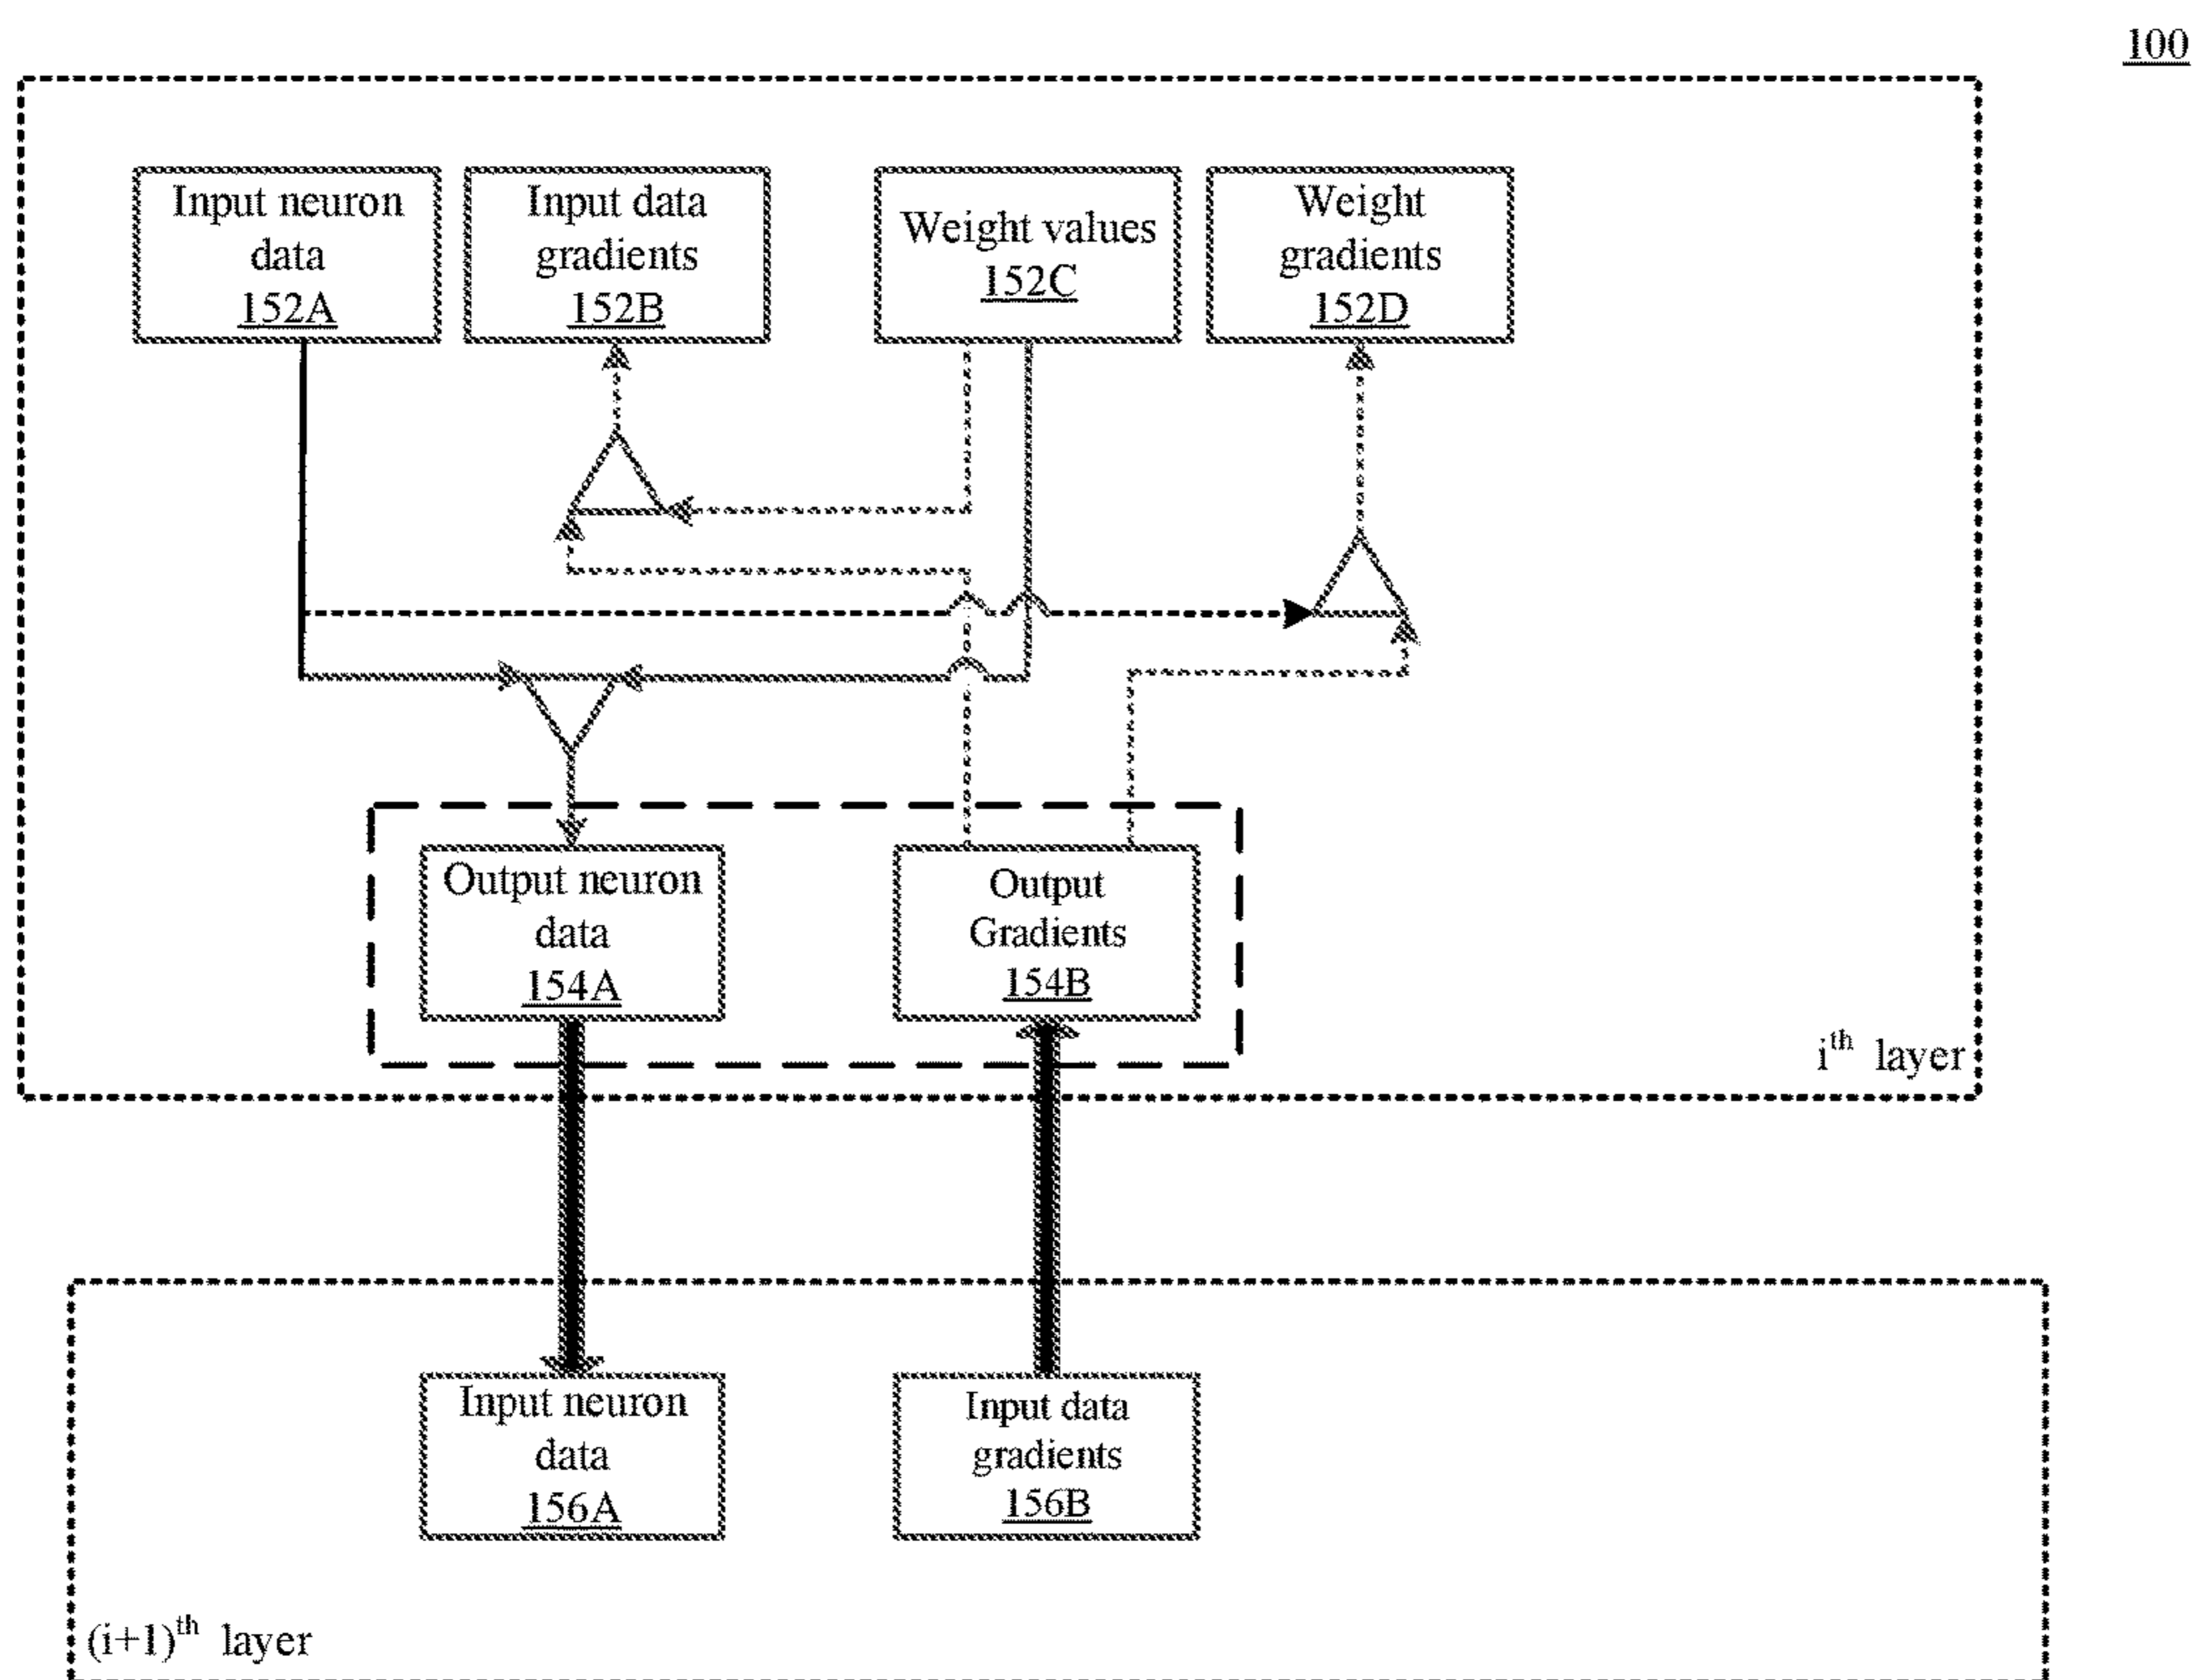 100
Input neuron
data
152A
Input data
gradients
152B
Weight values
152C
Weight
gradients
152D
Output neuron
data
154A
Output
Gradients
154B
i^th layer
Input neuron
data
156A
Input data
gradients
156B
(i+1)^th layer